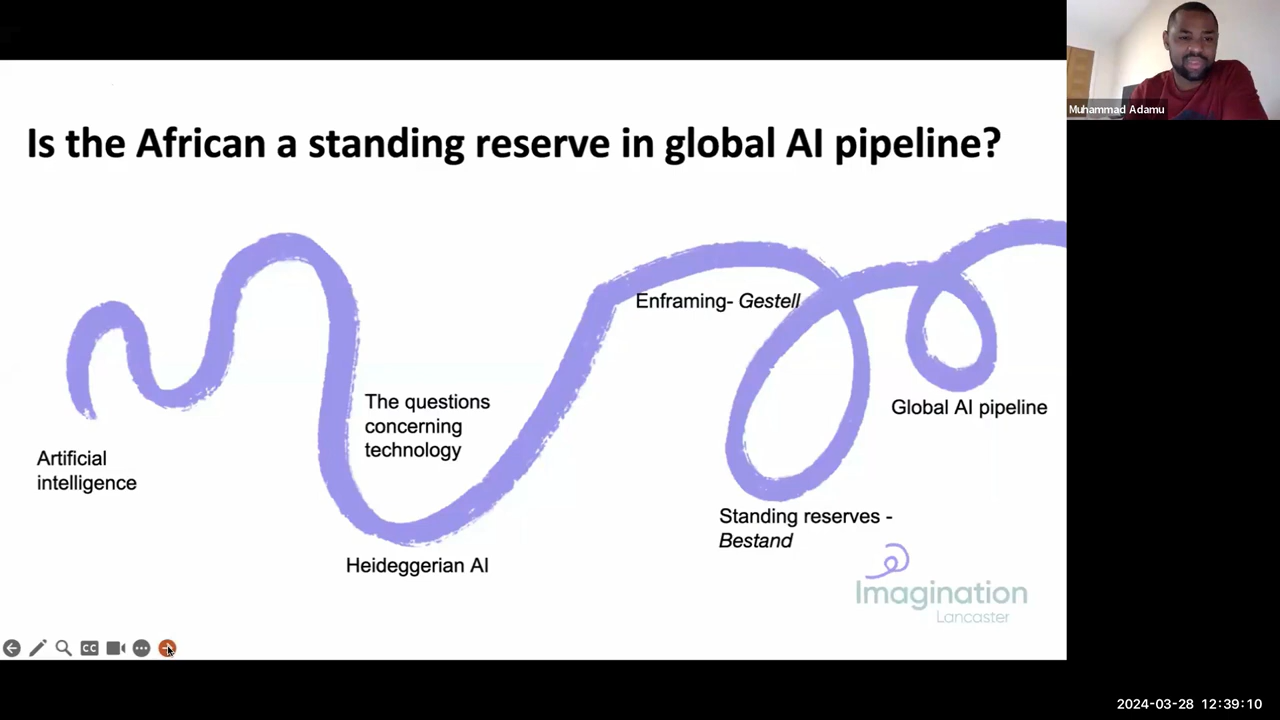 Muhammad Adamu
Is the African a standing reserve in global AI pipeline?
Enframing- Gestell
The questions
concerning
technology
Global AI pipeline
Artificial
intelligence
Standing reserves -
Bestand
Heideggerian AI
Imagination
Lancaster
CC
2024-03-28 12:39:10